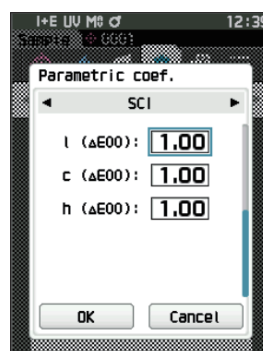 I+E UV M0 ♂ 12:39
Sample 0001
Parametric coef.
◄ SCI ►
l (ΔE00): 1.00
c (ΔE00): 1.00
h (ΔE00): 1.00
OK Cancel